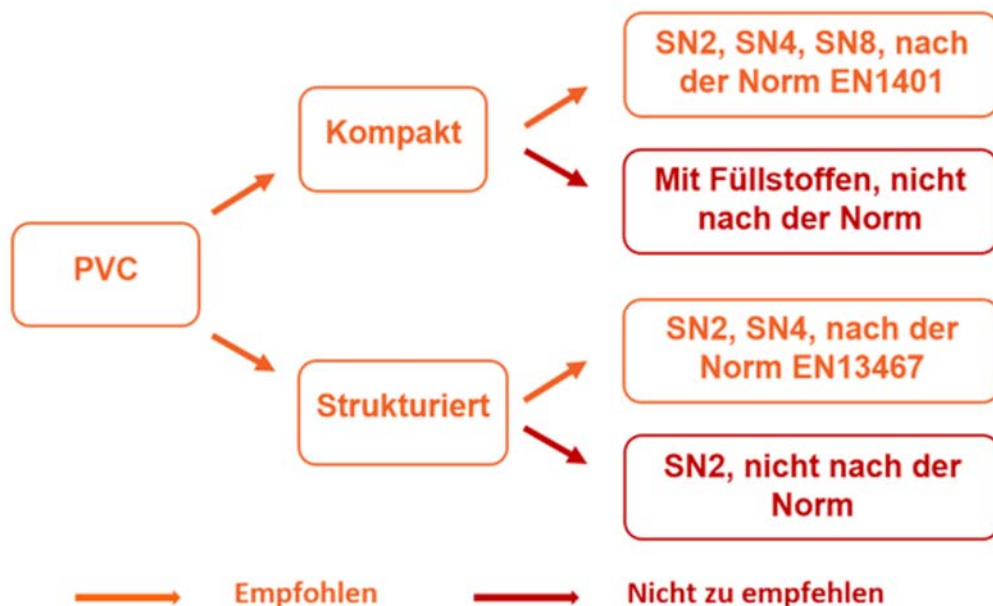 SN2, SN4, SN8, nach
der Norm EN1401
Kompakt
Mit Füllstoffen, nicht
nach der Norm
PVC
SN2, SN4, nach der
Norm EN13467
Strukturiert
SN2, nicht nach der
Norm
Empfohlen
Nicht zu empfehlen